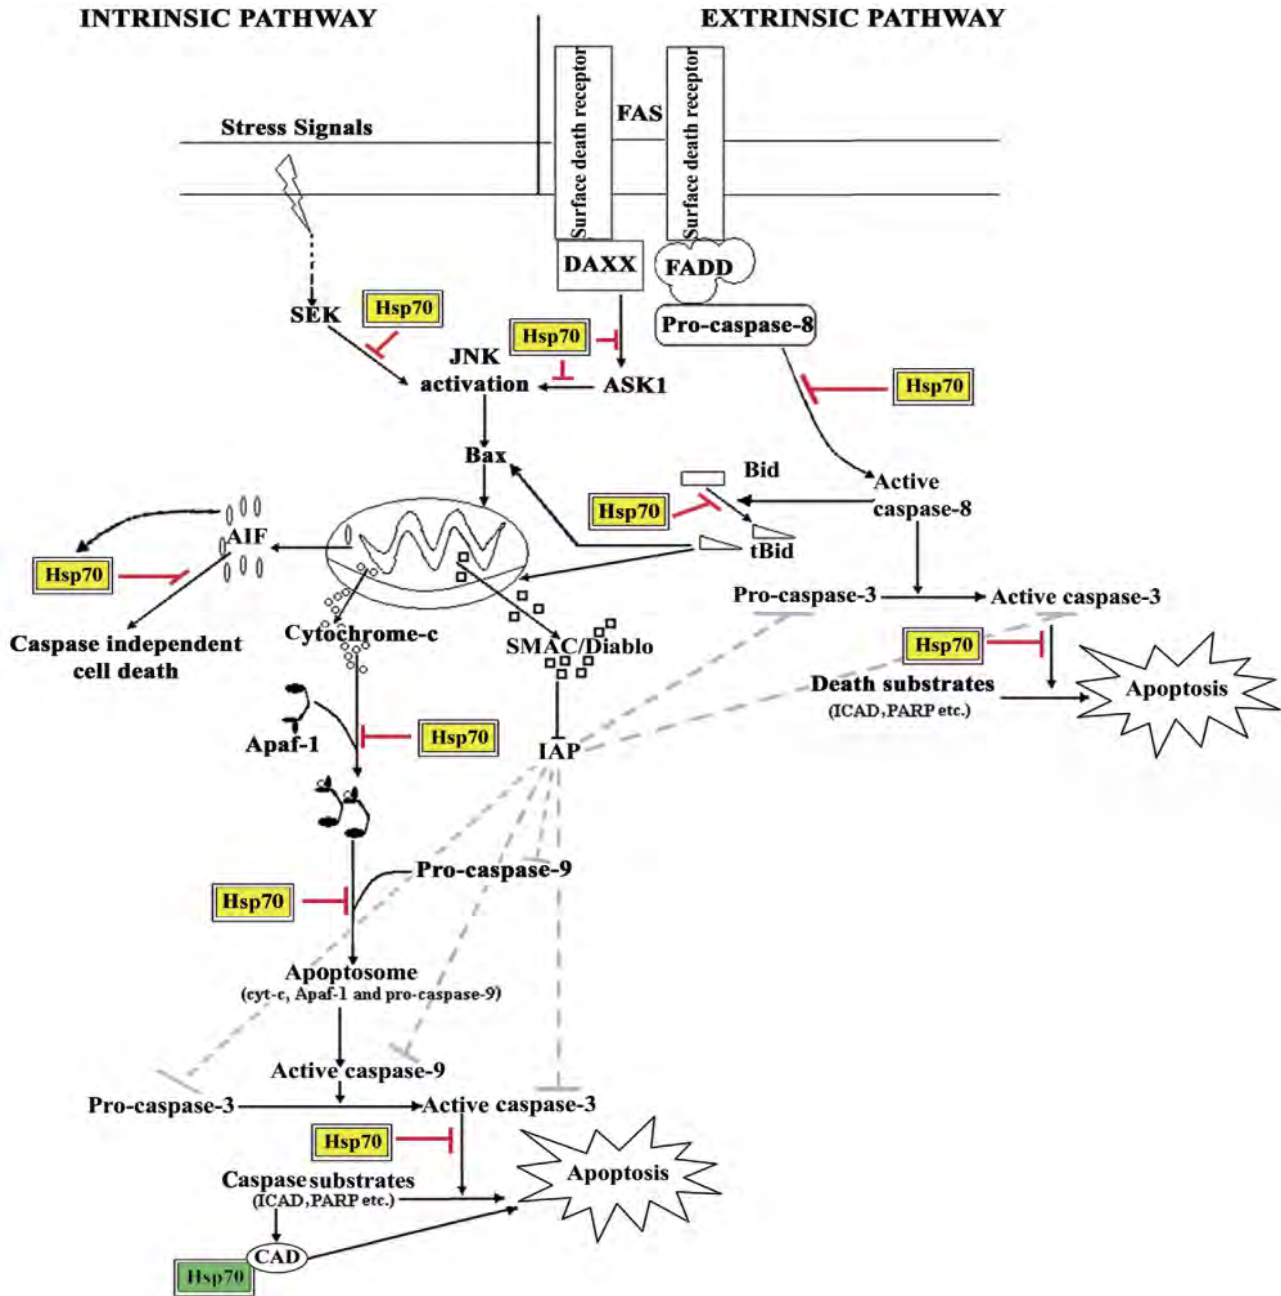 INTRINSIC PATHWAY
EXTRINSIC PATHWAY
Surface death receptor
FAS
Surface death receptor
Stress Signals
DAXX
FADD
SEK
Hsp70
Hsp70
Pro-caspase-8
JNK
activation
ASK1
Hsp70
Bax
Bid
Active
caspase-8
Hsp70
tBid
AIF
Hsp70
Pro-caspase-3
Active caspase-3
Caspase independent
cell death
Cytochrome-c
SMAC/Diablo
Hsp70
Death substrates
(ICAD,PARP etc.)
Apoptosis
Apaf-1
Hsp70
IAP
Pro-caspase-9
Hsp70
Apoptosome
(cyt-c, Apaf-1 and pro-caspase-9)
Active caspase-9
Pro-caspase-3
Active caspase-3
Hsp70
Apoptosis
Caspase substrates
(ICAD,PARP etc.)
CAD
Hsp70